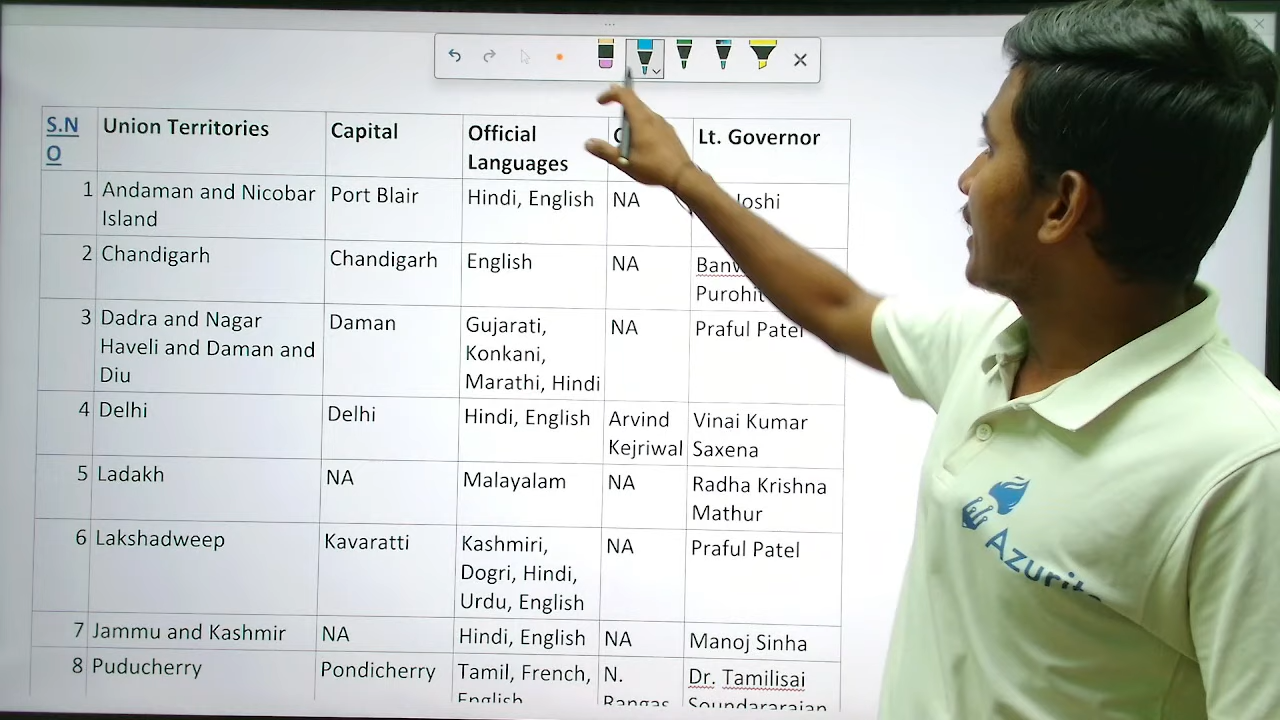 S.N
O
Union Territories
Capital
Official
Languages
Lt. Governor
1
Andaman and Nicobar
Island
Port Blair
Hindi, English
NA
Joshi
2
Chandigarh
Chandigarh
English
NA
Purohit
3
Dadra and Nagar
Haveli and Daman and
Diu
Daman
Gujarati,
Konkani,
Marathi, Hindi
NA
Praful Patel
4
Delhi
Delhi
Hindi, English
Arvind
Kejriwal
Vinai Kumar
Saxena
5
Ladakh
NA
Malayalam
NA
Radha Krishna
Mathur
6
Lakshadweep
Kavaratti
Kashmiri,
Dogri, Hindi,
Urdu, English
NA
Praful Patel
7
Jammu and Kashmir
NA
Hindi, English
NA
Manoj Sinha
8
Puducherry
Pondicherry
Tamil, French,
English
N.
Rangas
Dr. Tamilisai
Soundararajan